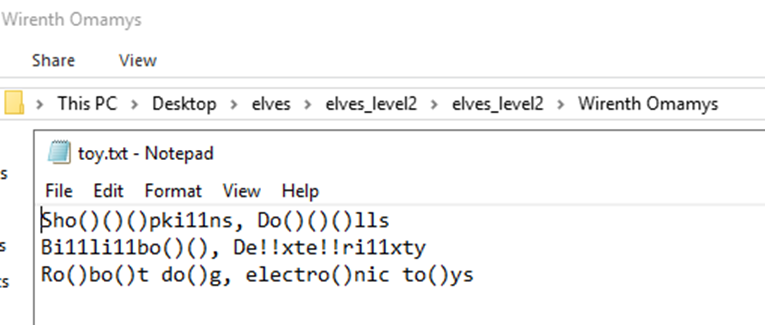 Wirenth Omamys
Share View
> This PC > Desktop > elves > elves_level2 > elves_level2 > Wirenth Omamys
toy.txt - Notepad
File Edit Format View Help
Sho()()()pki11ns, Do()()()lls
Bi11li11bo()(), De!!xte!!ri11xty
Ro()bo()t do()g, electro()nic to()ys